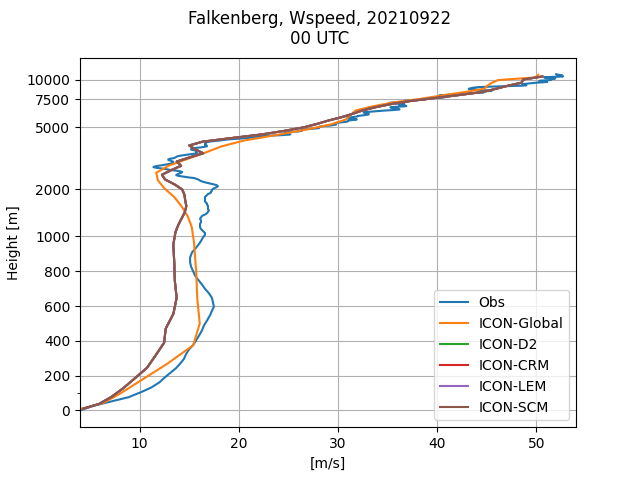 Falkenberg, Wspeed, 20210922
00 UTC
10000
7500
5000
2000
1000
800
600
400
200
0
Height [m]
10
20
30
40
50
[m/s]
Obs
ICON-Global
ICON-D2
ICON-CRM
ICON-LEM
ICON-SCM